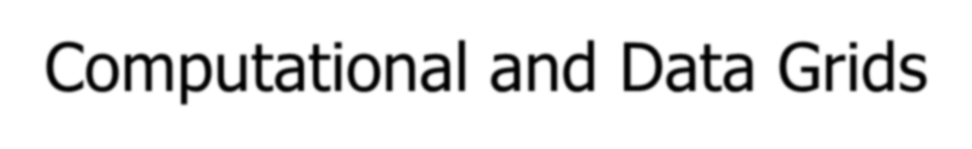 Computational and Data Grids